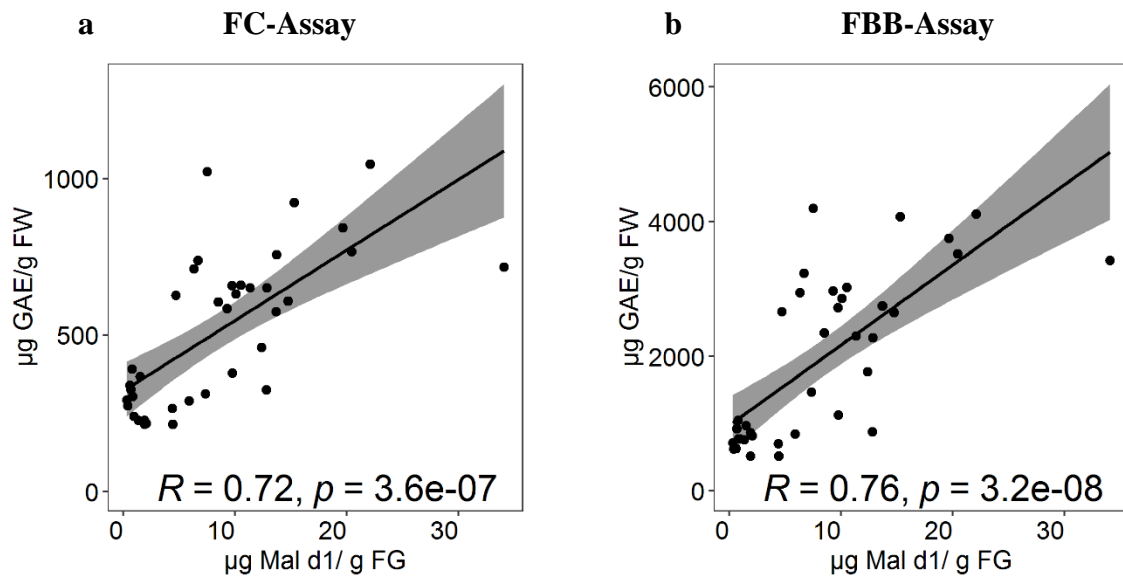 a FC-Assay
µg GAE/g FW
1000
500
0
R = 0.72, p = 3.6e-07
0 10 20 30
µg Mal d1/ g FG
b FBB-Assay
µg GAE/g FW
6000
4000
2000
0
R = 0.76, p = 3.2e-08
0 10 20 30
µg Mal d1/ g FG